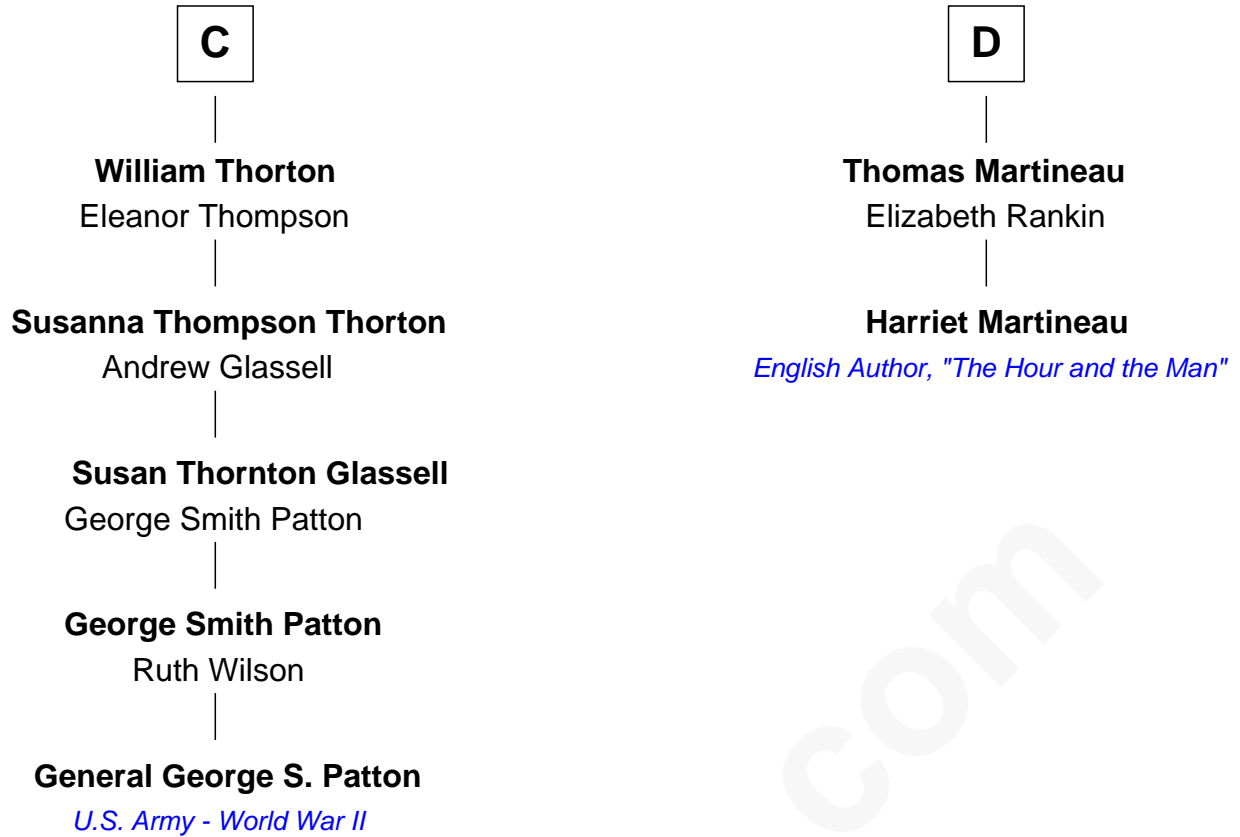 C
William Thorton
Eleanor Thompson
Susanna Thompson Thorton
Andrew Glassell
Susan Thornton Glassell
George Smith Patton
George Smith Patton
Ruth Wilson
General George S. Patton
U.S. Army - World War II
D
Thomas Martineau
Elizabeth Rankin
Harriet Martineau
English Author, "The Hour and the Man"
com